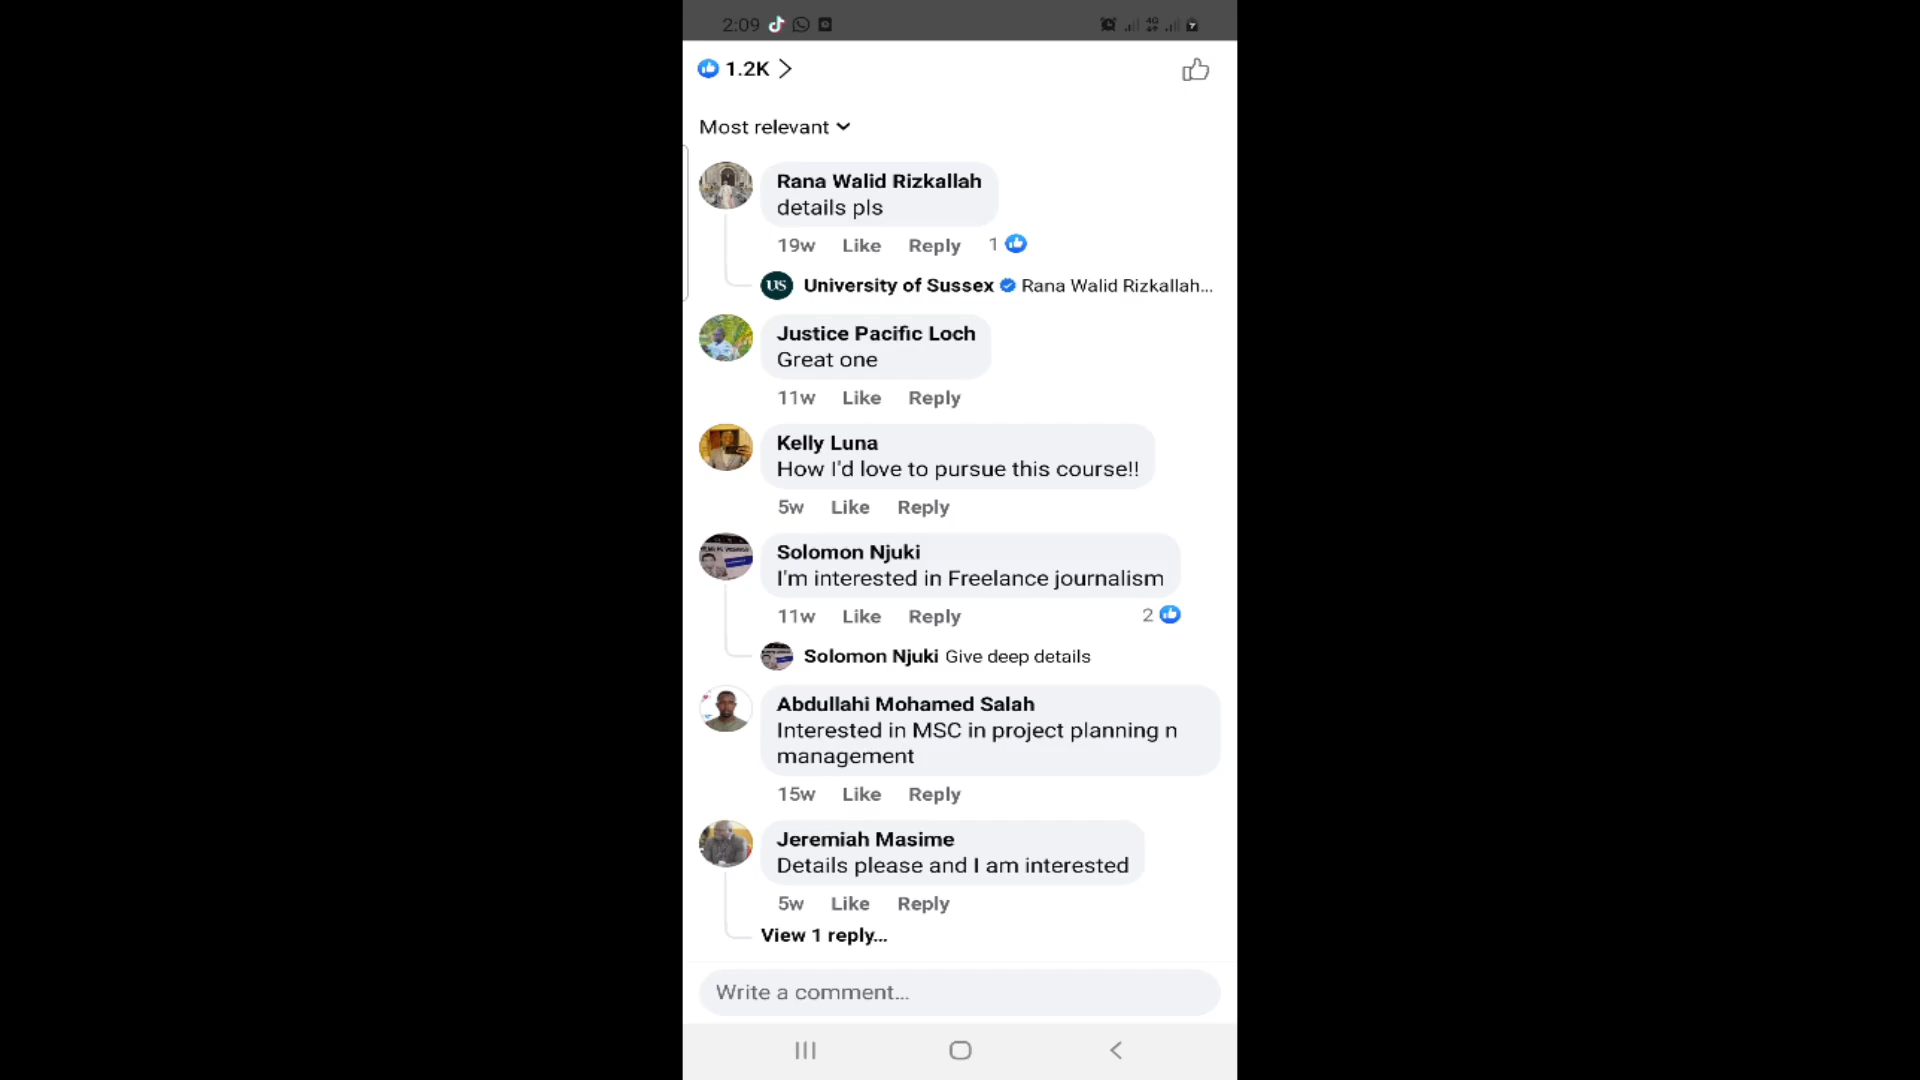 2:09
4G
1.2K
Most relevant
Rana Walid Rizkallah
details pls
19w Like Reply 1
US University of Sussex Rana Walid Rizkallah...
Justice Pacific Loch
Great one
11w Like Reply
Kelly Luna
How I'd love to pursue this course!!
5w Like Reply
Solomon Njuki
I'm interested in Freelance journalism
11w Like Reply 2
Solomon Njuki Give deep details
Abdullahi Mohamed Salah
Interested in MSC in project planning n
management
15w Like Reply
Jeremiah Masime
Details please and I am interested
5w Like Reply
View 1 reply...
Write a comment...